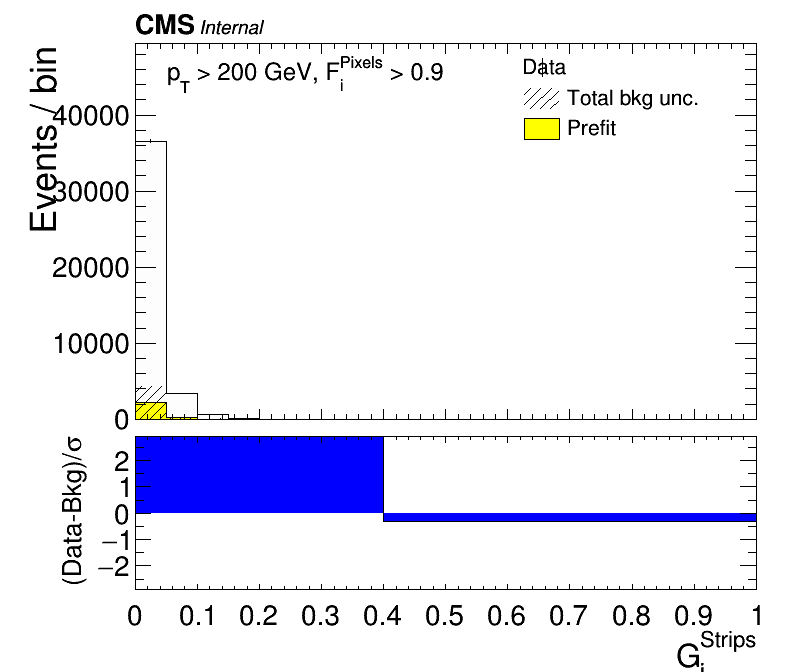 CMS Internal
p_T > 200 GeV, F_i^Pixels > 0.9
Data
Total bkg unc.
Prefit
Events / bin
40000
30000
20000
10000
0
(Data-Bkg)/σ
2
1
0
−1
−2
0 0.1 0.2 0.3 0.4 0.5 0.6 0.7 0.8 0.9 1
G_i^Strips